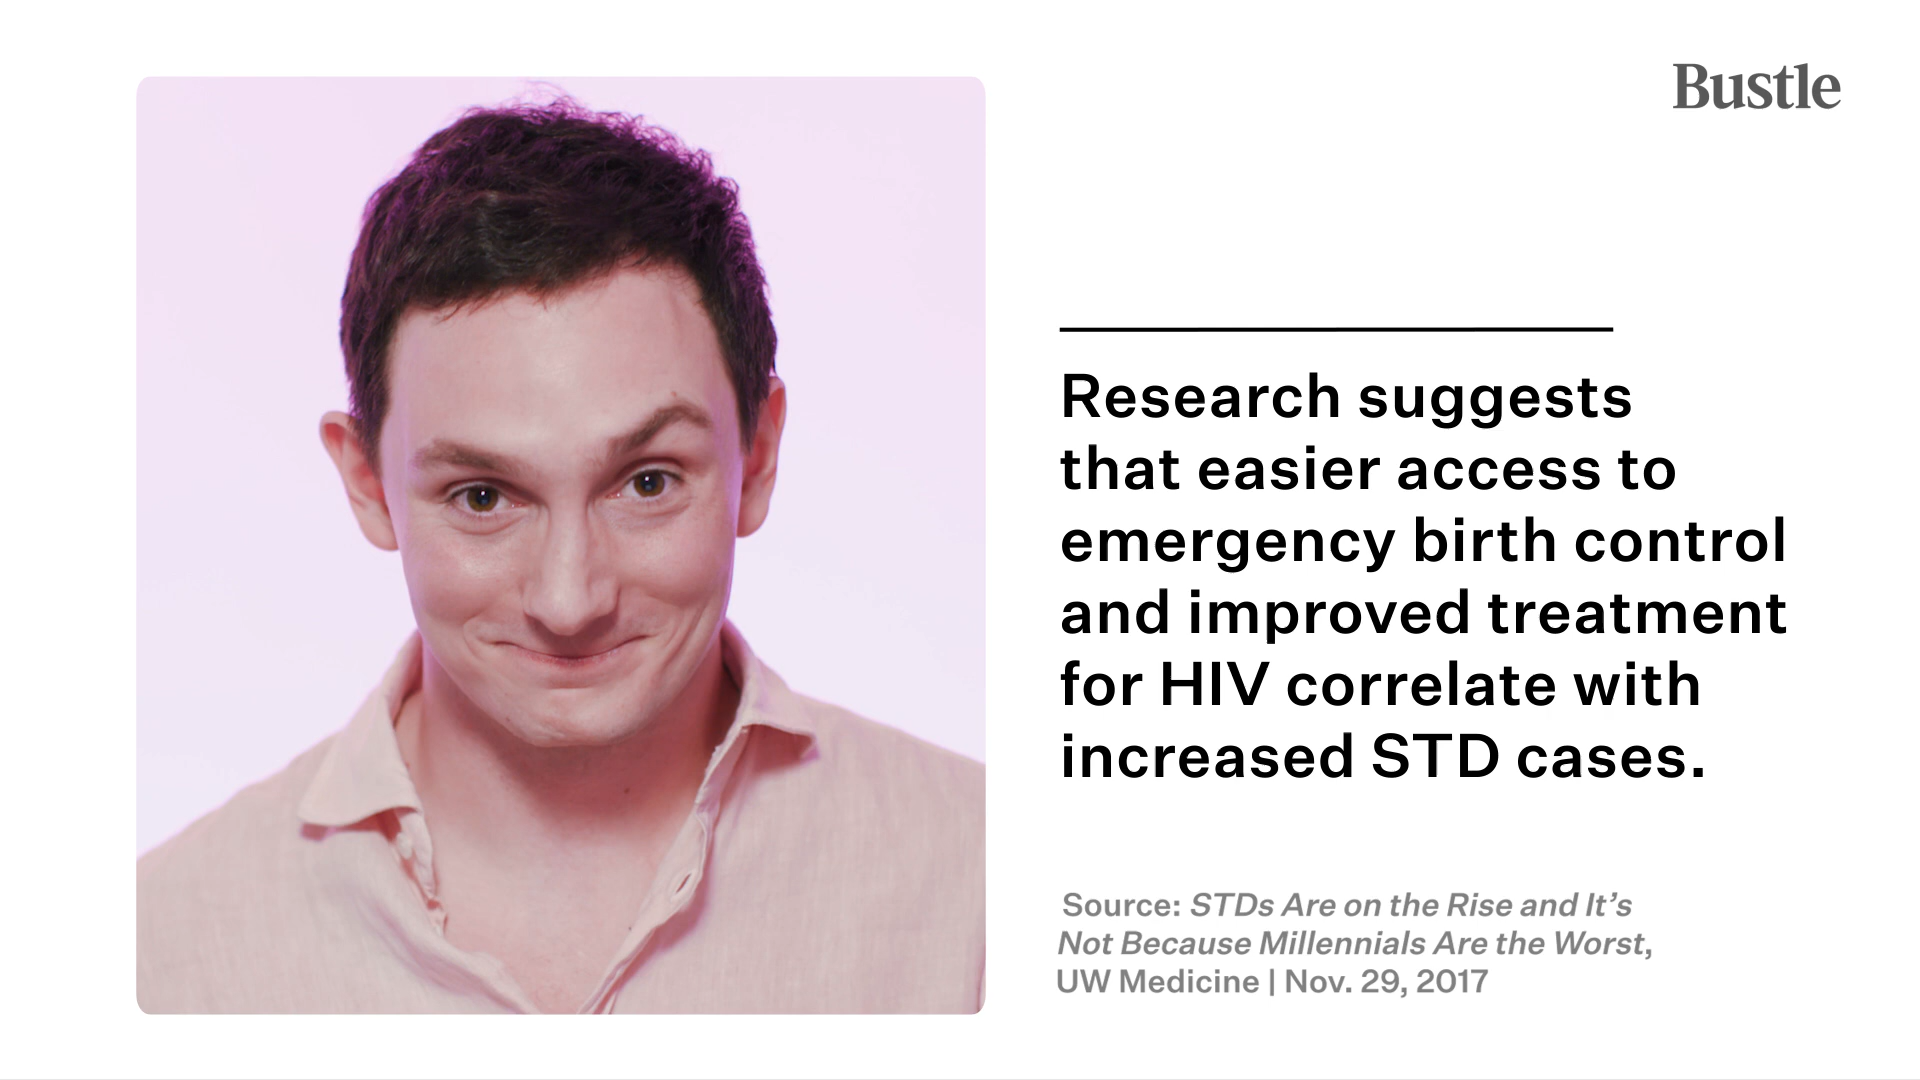 Bustle
Research suggests
that easier access to
emergency birth control
and improved treatment
for HIV correlate with
increased STD cases.
Source: STDs Are on the Rise and It’s
Not Because Millennials Are the Worst,
UW Medicine | Nov. 29, 2017